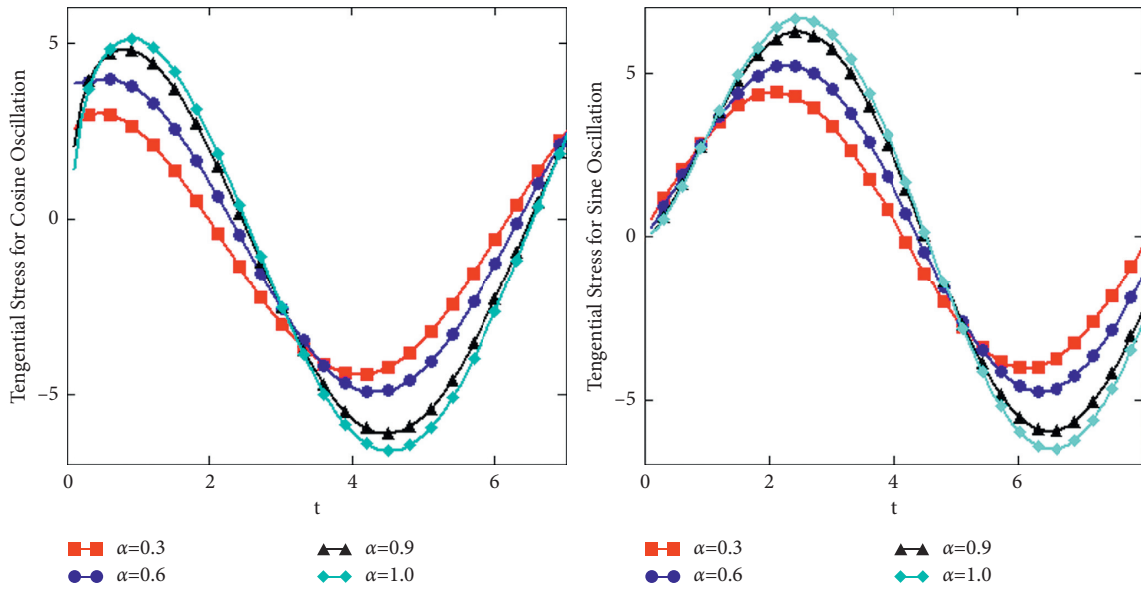 Tengential Stress for Cosine Oscillation
5
0
−5
0 2 4 6
t
α=0.3
α=0.9
α=0.6
α=1.0
Tengential Stress for Sine Oscillation
5
0
−5
0 2 4 6
t
α=0.3
α=0.9
α=0.6
α=1.0